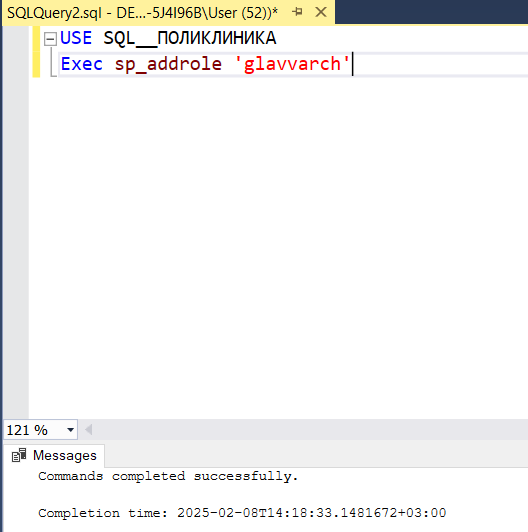 SQLQuery2.sql - DE...-5J4I96B\User (52))*
USE SQL__ПОЛИКЛИНИКА
Exec sp_addrole 'glavvarch'
121 %
Messages
Commands completed successfully.
Completion time: 2025-02-08T14:18:33.1481672+03:00